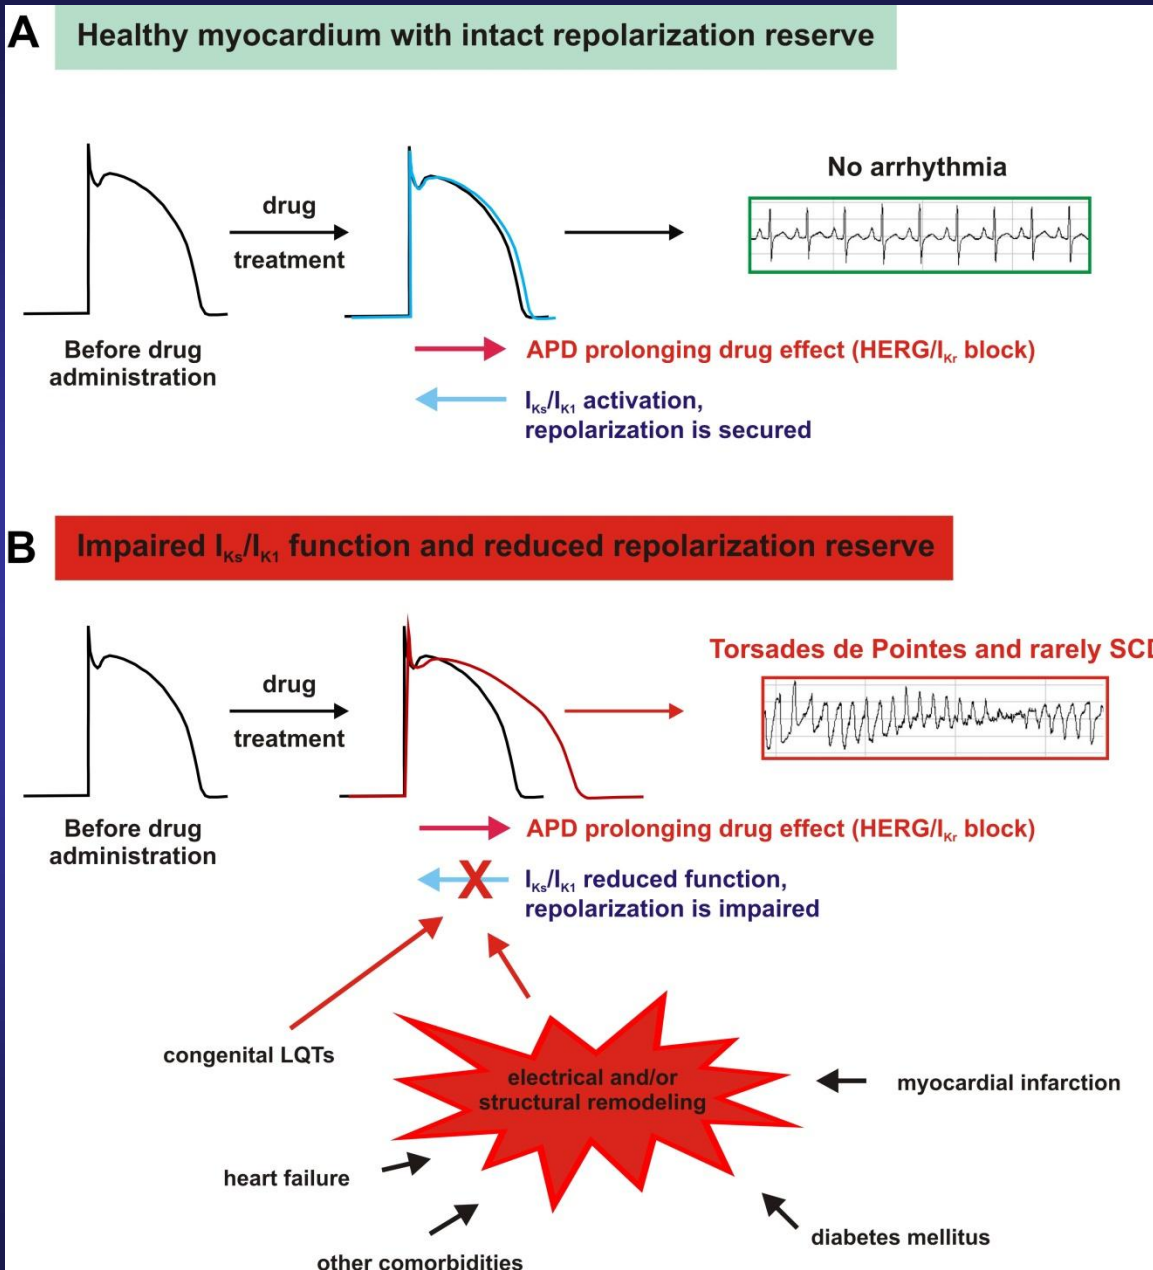 A
Healthy myocardium with intact repolarization reserve
No arrhythmia
drug
treatment
Before drug
administration
APD prolonging drug effect (HERG/IKr block)
IKs/IK1 activation,
repolarization is secured
B
Impaired IKs/IK1 function and reduced repolarization reserve
Torsades de Pointes and rarely SCD
drug
treatment
Before drug
administration
APD prolonging drug effect (HERG/IKr block)
X
IKs/IK1 reduced function,
repolarization is impaired
congenital LQTs
electrical and/or
structural remodeling
myocardial infarction
heart failure
diabetes mellitus
other comorbidities